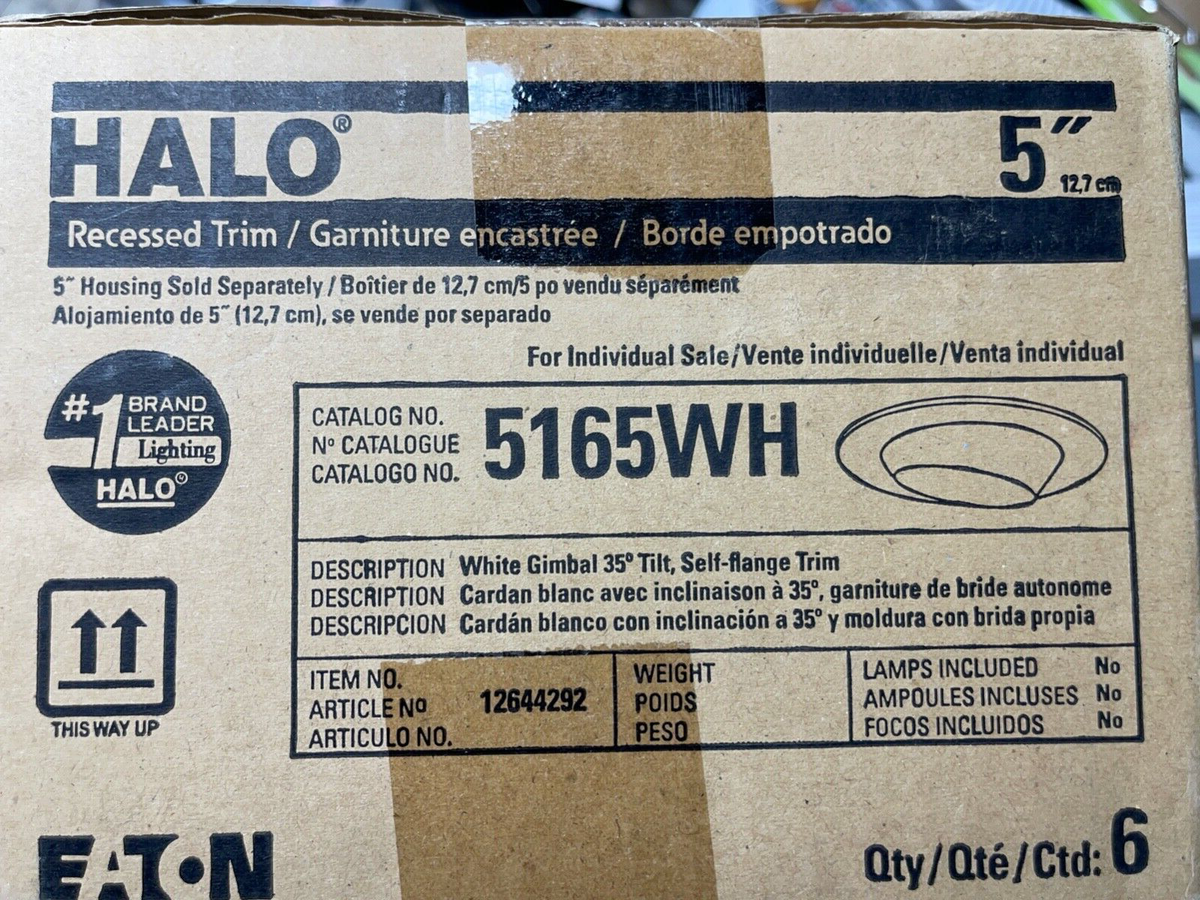 HALO®
5″
12,7 cm
Recessed Trim / Garniture encastrée / Borde empotrado
5˝ Housing Sold Separately / Boîtier de 12,7 cm/5 po vendu séparément
Alojamiento de 5˝ (12,7 cm), se vende por separado
For Individual Sale/Vente individuelle/Venta individual
#1 BRAND
LEADER
Lighting
HALO
CATALOG NO.
Nº CATALOGUE
CATALOGO NO.
5165WH
DESCRIPTION White Gimbal 35º Tilt, Self-flange Trim
DESCRIPTION Cardan blanc avec inclinaison à 35º, garniture de bride autonome
DESCRIPCION Cardán blanco con inclinación a 35º y moldura con brida propia
THIS WAY UP
ITEM NO.
ARTICLE Nº
ARTICULO NO.
12644292
WEIGHT
POIDS
PESO
LAMPS INCLUDED No
AMPOULES INCLUSES No
FOCOS INCLUIDOS No
EATON
Qty/Qté/Ctd: 6